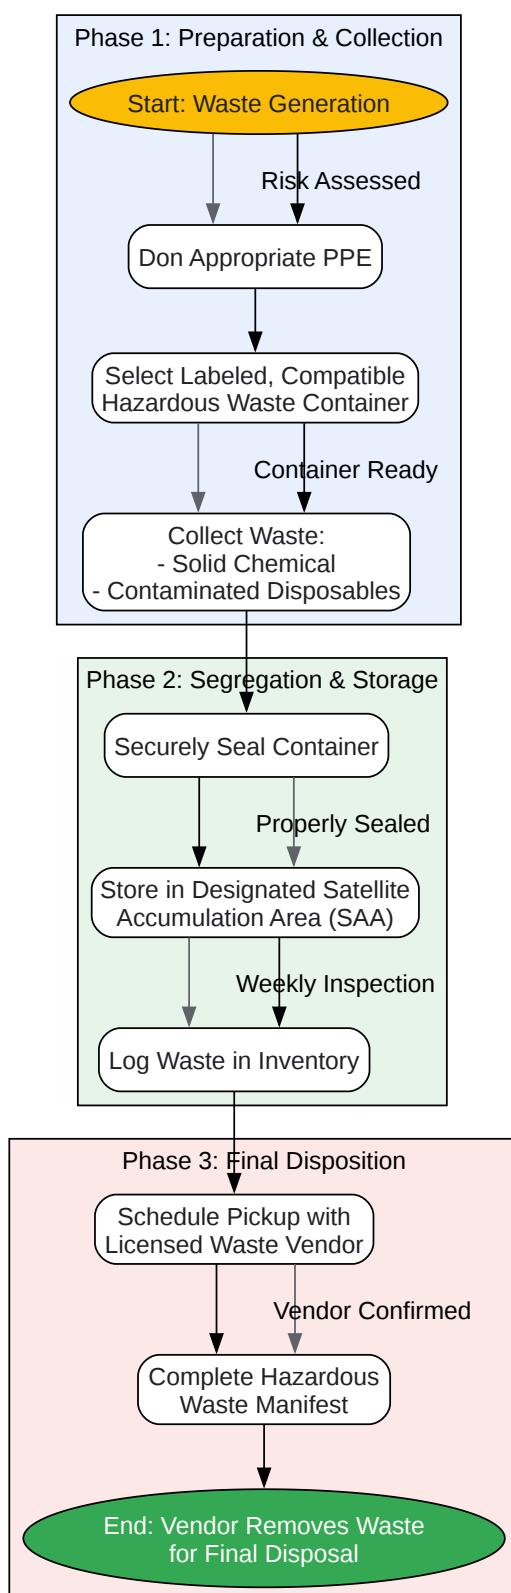 Phase 1: Preparation & Collection
Start: Waste Generation
Risk Assessed
Don Appropriate PPE
Select Labeled, Compatible
Hazardous Waste Container
Container Ready
Collect Waste:
- Solid Chemical
- Contaminated Disposables
Phase 2: Segregation & Storage
Securely Seal Container
Properly Sealed
Store in Designated Satellite
Accumulation Area (SAA)
Weekly Inspection
Log Waste in Inventory
Phase 3: Final Disposition
Schedule Pickup with
Licensed Waste Vendor
Vendor Confirmed
Complete Hazardous
Waste Manifest
End: Vendor Removes Waste
for Final Disposal